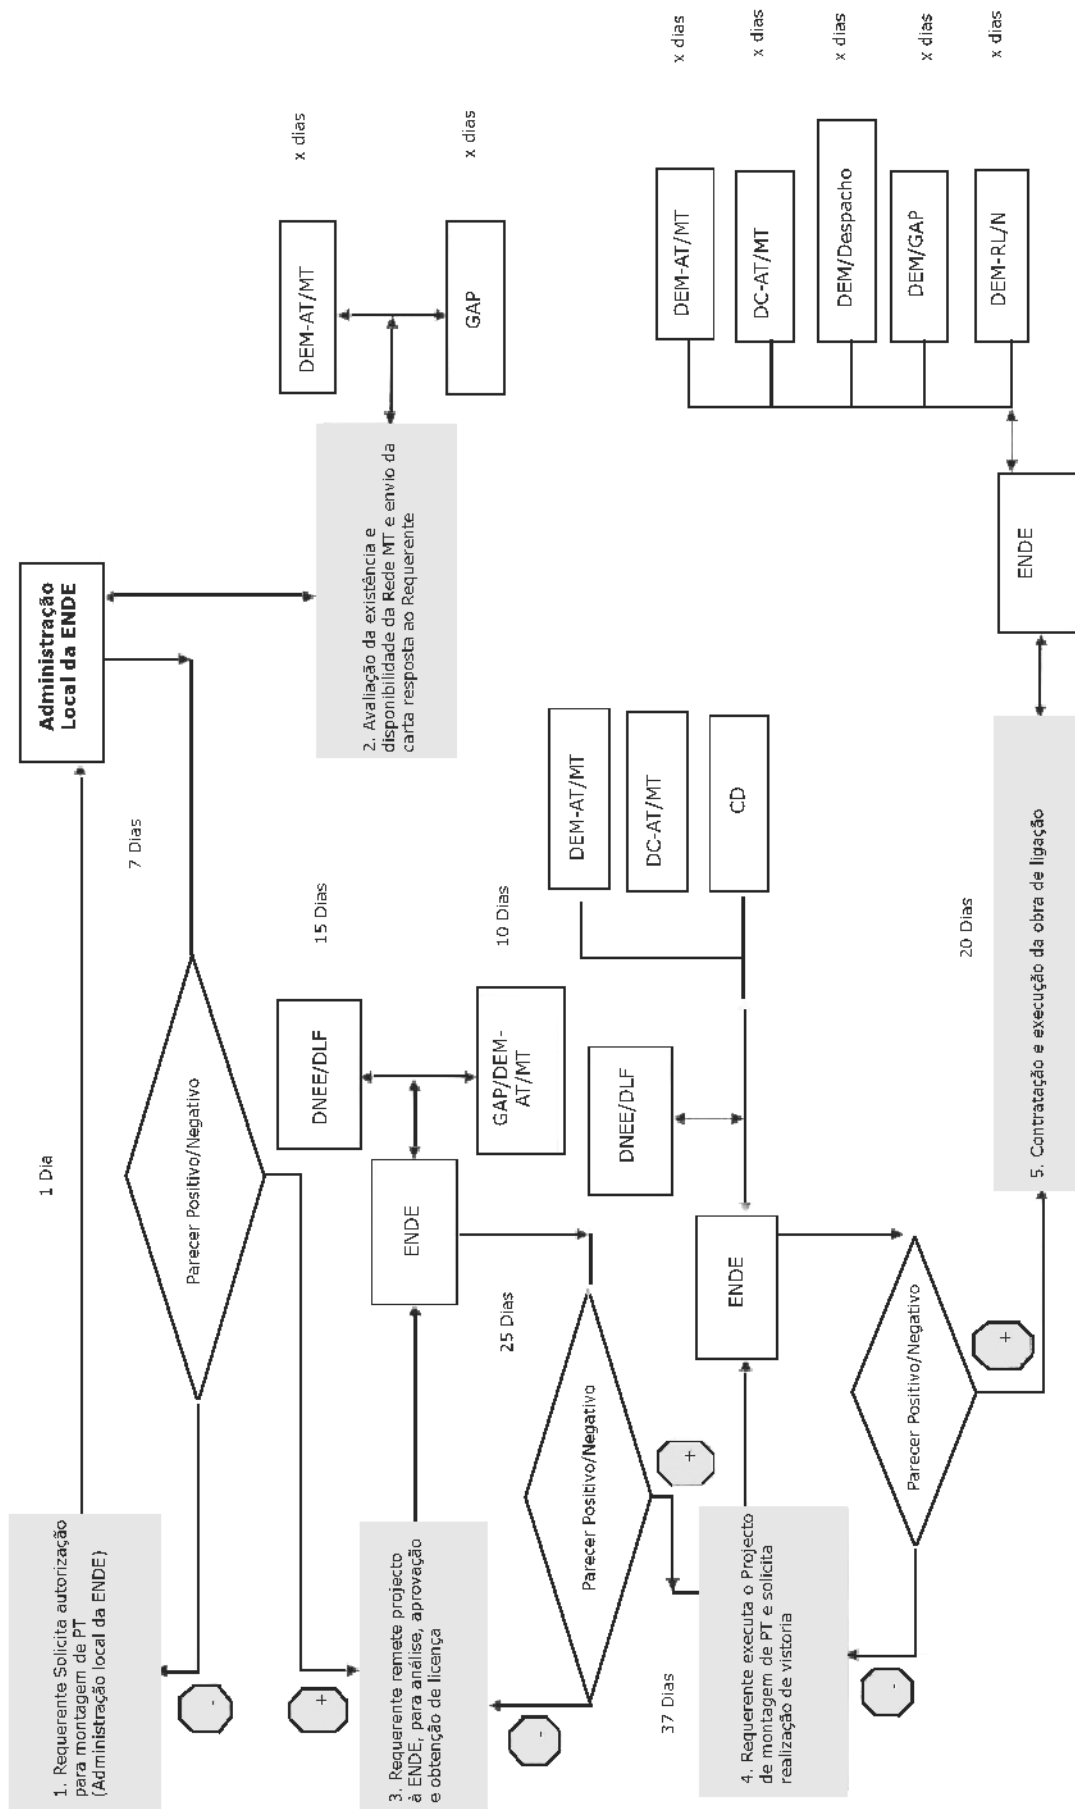 1. Requerente Solicita autorização
para montagem de PT
(Administração local da ENDE)
1 Dia
Administração
Local da ENDE
7 Dias
Parecer Positivo/Negativo
-
+
2. Avaliação da existência e
disponibilidade da Rede MT e envio da
carta resposta ao Requerente
DEM-AT/MT
x dias
GAP
x dias
3. Requerente remete projecto
à ENDE, para análise, aprovação
e obtenção de licença
ENDE
DNEE/DLF
15 Dias
GAP/DEM-
AT/MT
10 Dias
25 Dias
Parecer Positivo/Negativo
-
+
37 Dias
4. Requerente executa o Projecto
de montagem de PT e solicita
realização de vistoria
ENDE
DNEE/DLF
DEM-AT/MT
DC-AT/MT
CD
Parecer Positivo/Negativo
-
+
20 Dias
5. Contratação e execução da obra de ligação
ENDE
DEM-AT/MT
x dias
DC-AT/MT
x dias
DEM/Despacho
x dias
DEM/GAP
x dias
DEM-RL/N
x dias